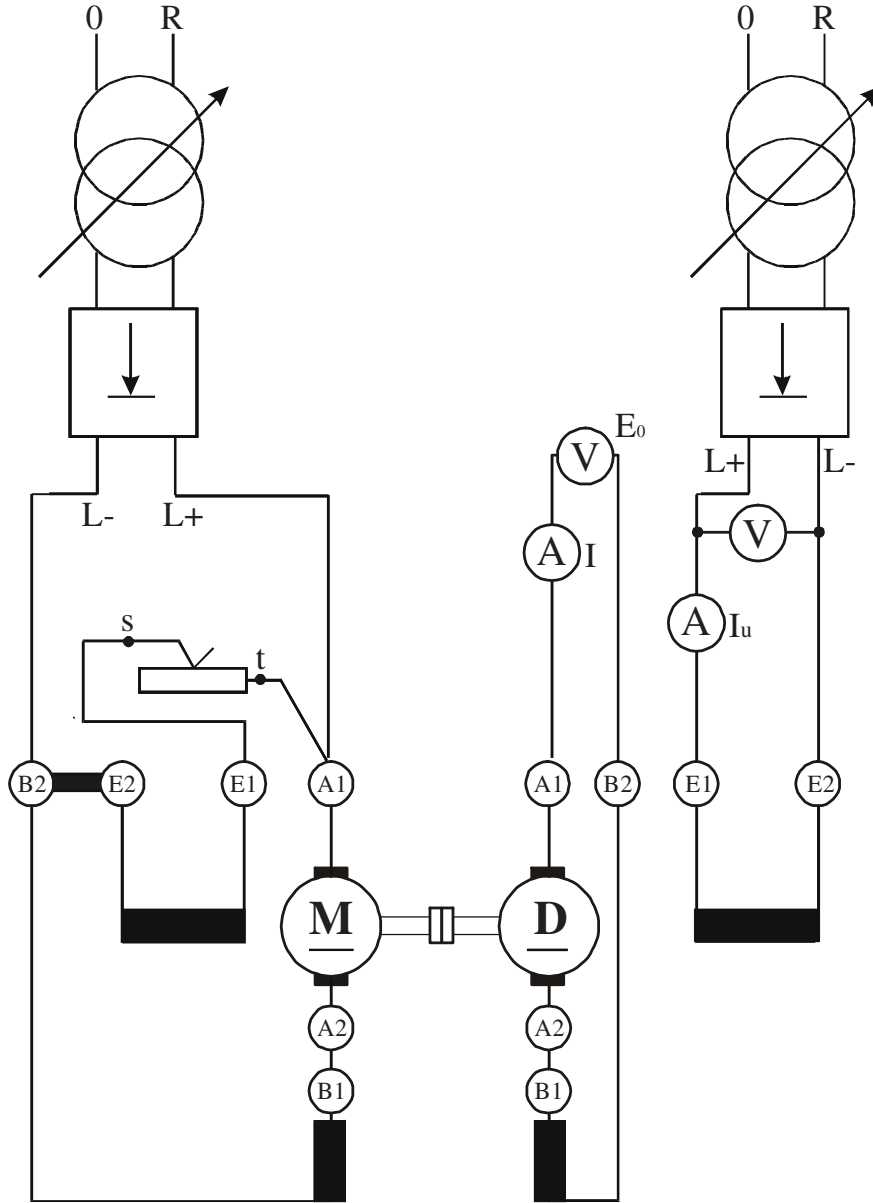 0 R 0 R
E0
L+ L-
L- L+
V
V
A I
A Iu
s
t
B2 E2 E1 A1 A1 B2 E1 E2
M D
A2 A2
B1 B1